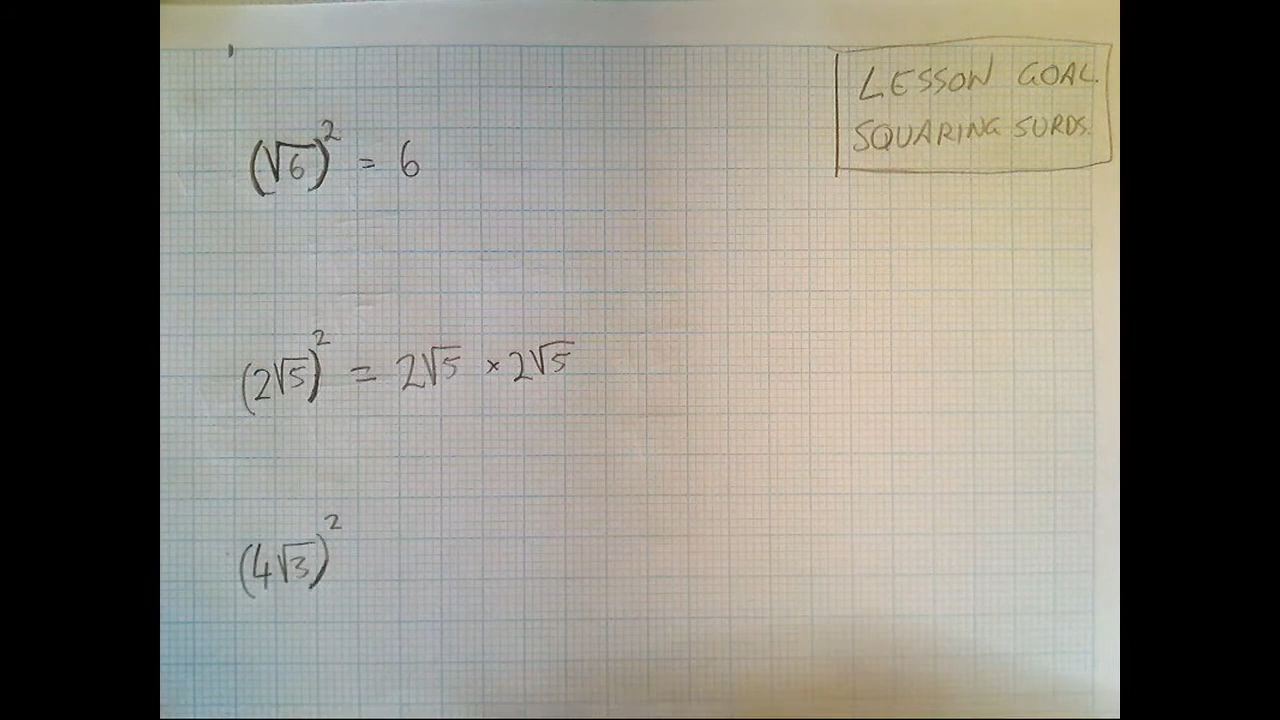 LESSON GOAL.
SQUARING SURDS.
(√6)² = 6
(2√5)² = 2√5 × 2√5
(4√3)²